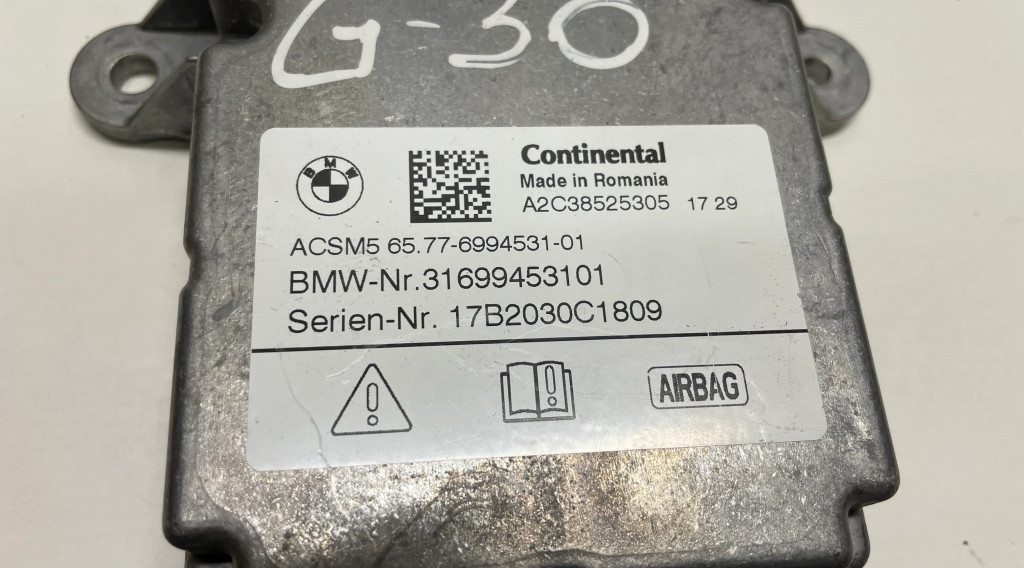 G-30
BMW
Continental
Made in Romania
A2C38525305 17 29
ACSM5 65.77-6994531-01
BMW-Nr.31699453101
Serien-Nr. 17B2030C1809
AIRBAG